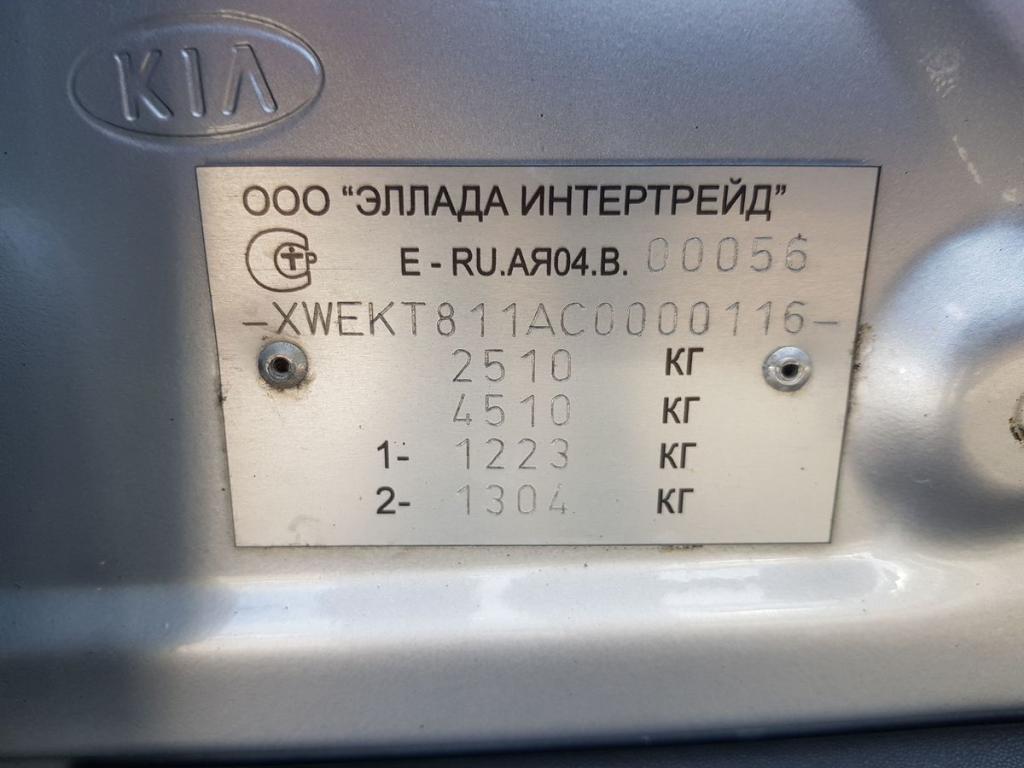 KIA
ООО "ЭЛЛАДА ИНТЕРТРЕЙД"
Е - RU.АЯ04.В. 00056
-XWEKT811AC0000116-
2510 КГ
4510 КГ
1- 1223 КГ
2- 1304 КГ